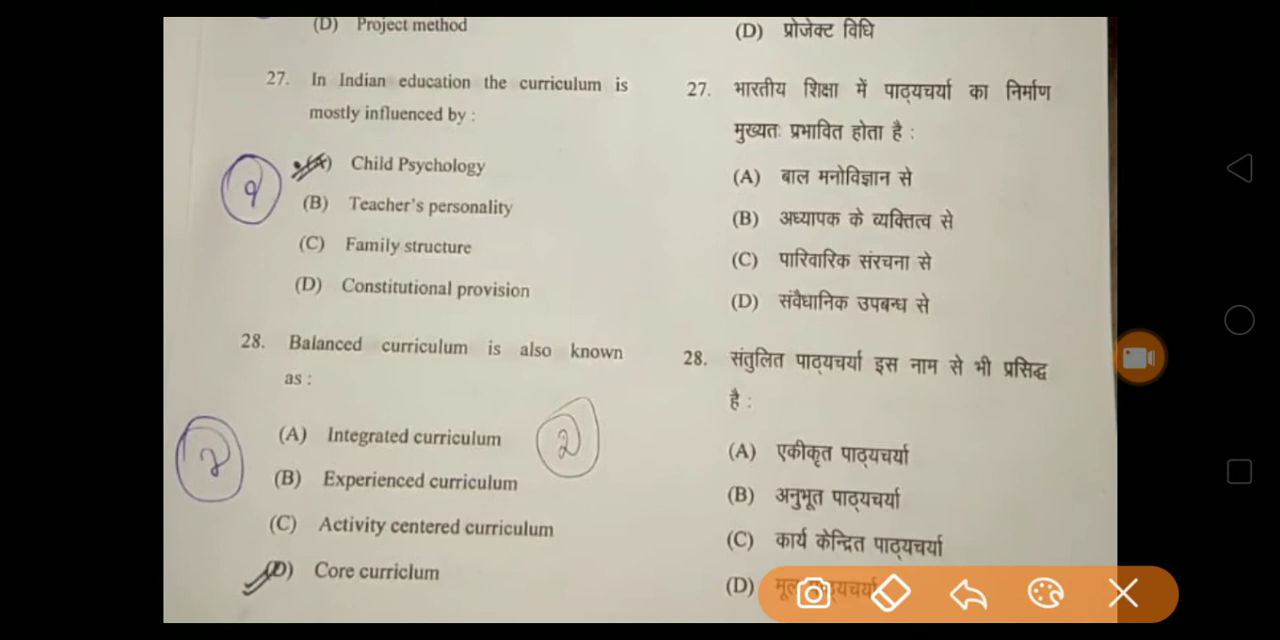 (D) Project method
27. In Indian education the curriculum is
mostly influenced by :
Child Psychology
(B) Teacher's personality
(C) Family structure
(D) Constitutional provision
28. Balanced curriculum is also known
as :
(A) Integrated curriculum
(B) Experienced curriculum
(C) Activity centered curriculum
(D) Core curriclum
(D) प्रोजेक्ट विधि
27. भारतीय शिक्षा में पाठ्यचर्या का निर्माण
मुख्यतः प्रभावित होता है :
(A) बाल मनोविज्ञान से
(B) अध्यापक के व्यक्तित्व से
(C) पारिवारिक संरचना से
(D) संवैधानिक उपबन्ध से
28. संतुलित पाठ्यचर्या इस नाम से भी प्रसिद्ध
है :
(A) एकीकृत पाठ्यचर्या
(B) अनुभूत पाठ्यचर्या
(C) कार्य केन्द्रित पाठ्यचर्या
(D) मूल पाठ्यचर्या